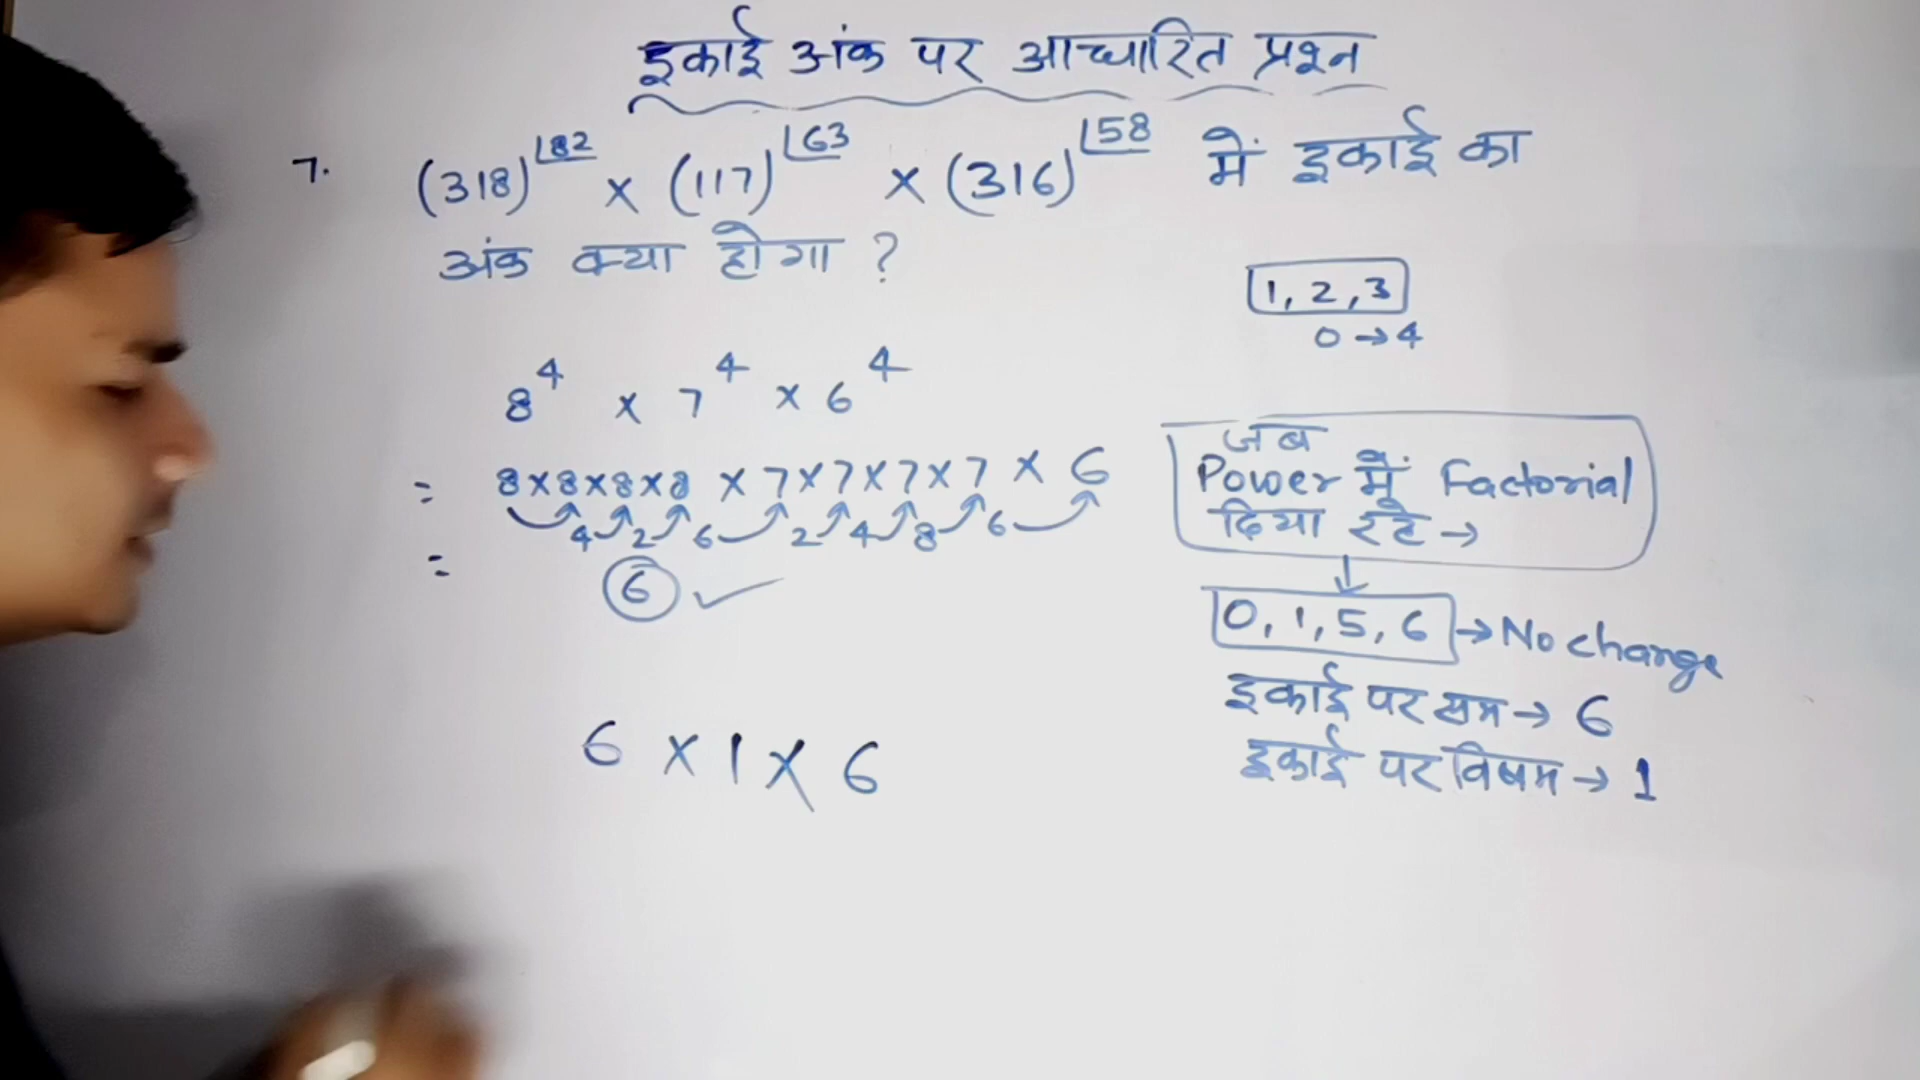 इकाई अंक पर आधारित प्रश्न
7. (318)^|82 × (117)^|63 × (316)^|58 में इकाई का
अंक क्या होगा ?
1, 2, 3
0 → 4
8^4 × 7^4 × 6^4
= 8×8×8×8 × 7×7×7×7 × 6
4 2 6 2 4 8 6
= 6 ✓
6 × 1 × 6
जब
Power में Factorial
दिया रहे →
0, 1, 5, 6 → No change
इकाई पर सम → 6
इकाई पर विषम → 1